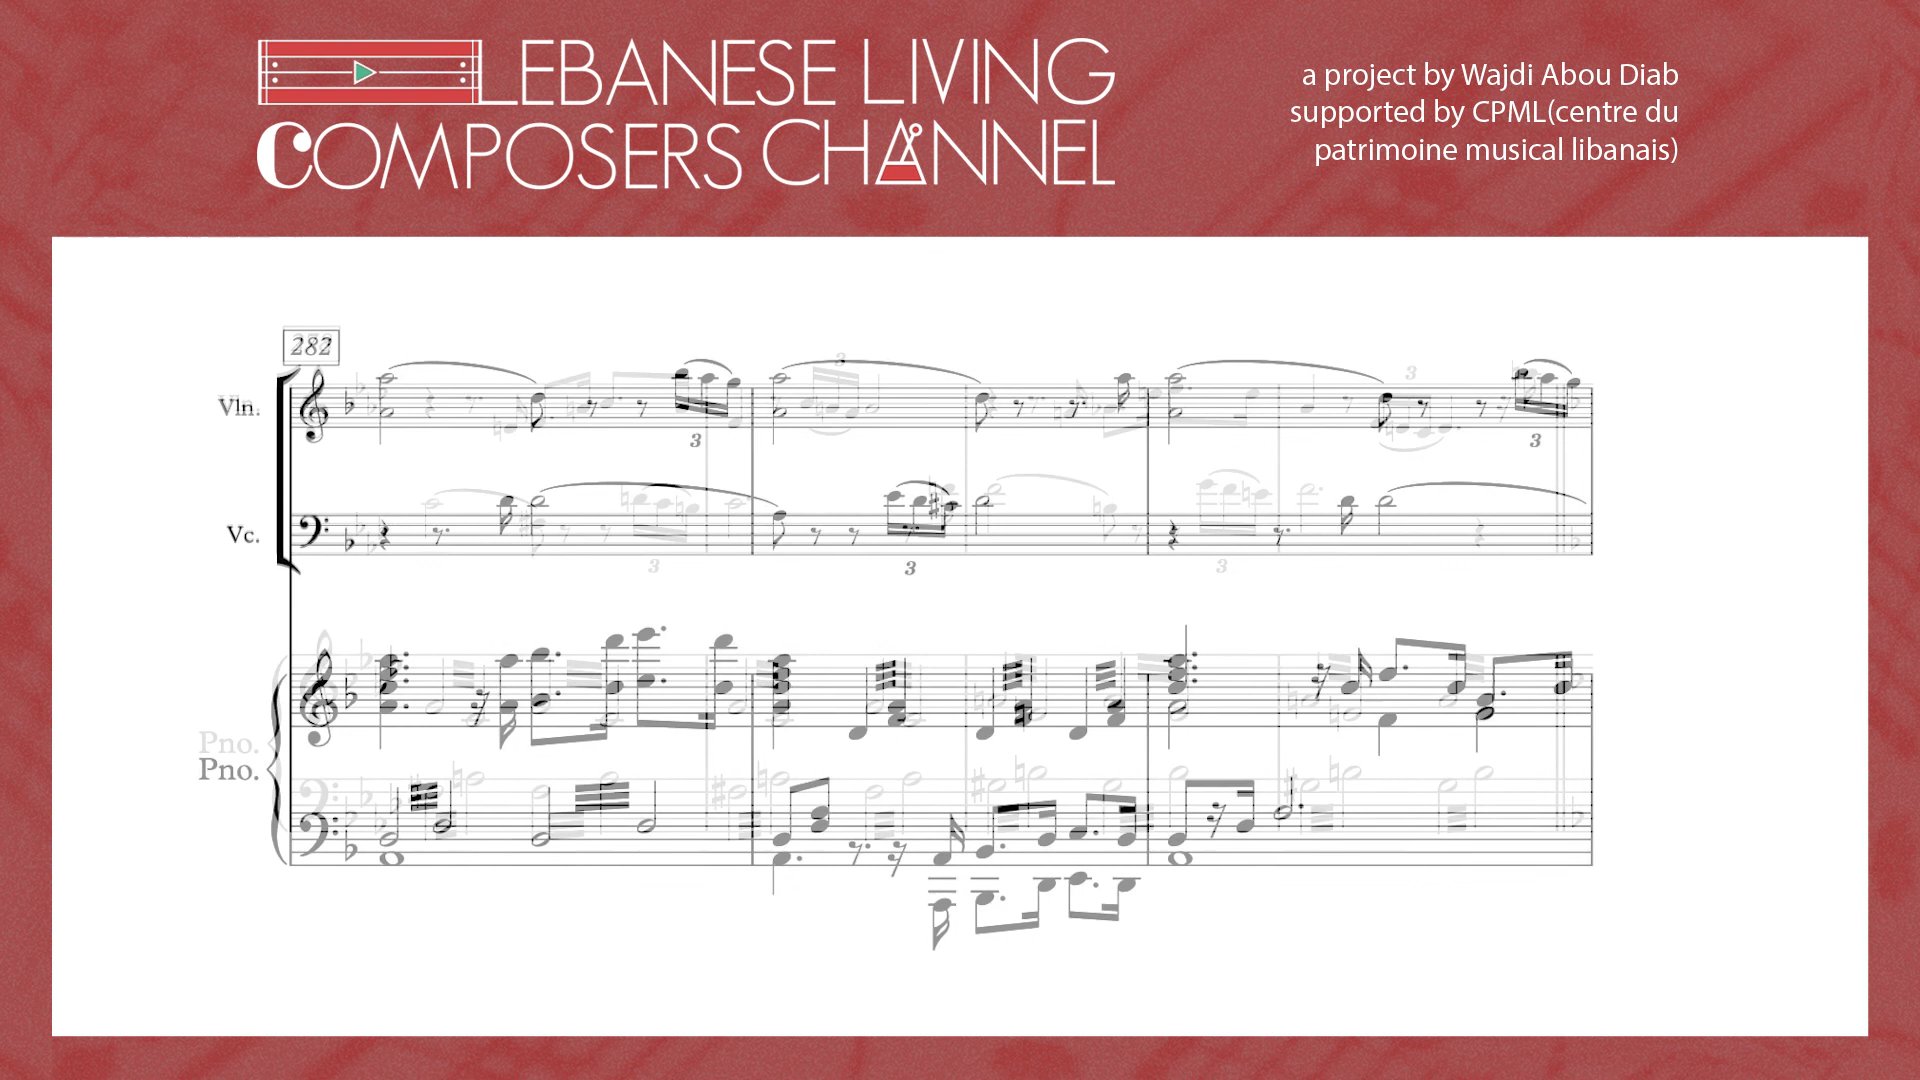 LEBANESE LIVING
COMPOSERS CHANNEL
a project by Wajdi Abou Diab
supported by CPML(centre du
patrimoine musical libanais)
282
3
3
Vln.
3
3
Vc.
3
3
3
Pno.
Pno.